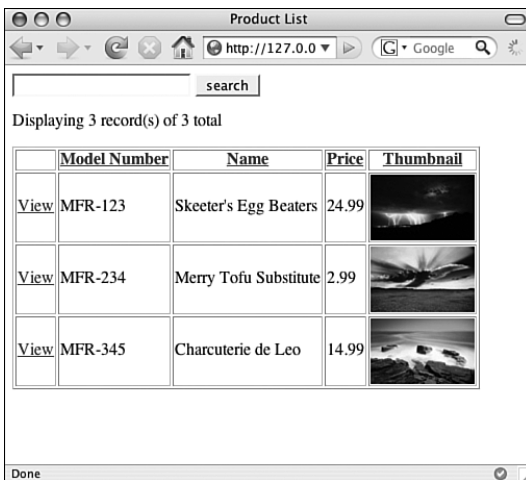 Product List
http://127.0.0
G Google
search
Displaying 3 record(s) of 3 total
Model Number Name Price Thumbnail
View MFR-123 Skeeter's Egg Beaters 24.99
View MFR-234 Merry Tofu Substitute 2.99
View MFR-345 Charcuterie de Leo 14.99
Done